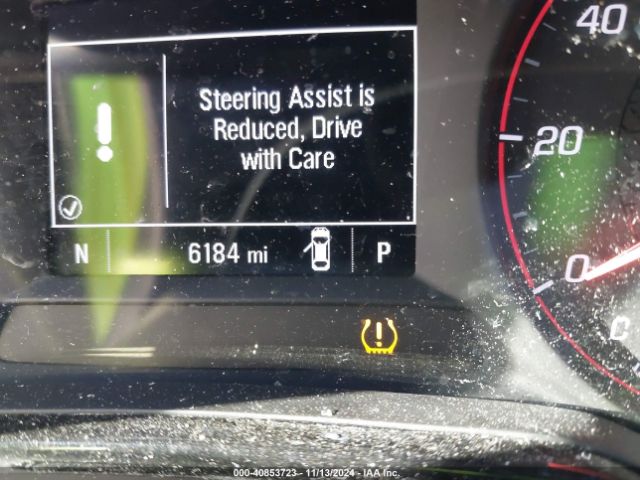 Steering Assist is
Reduced, Drive
with Care
N 6184 mi P
40
20
0
000-40853723 - 11/13/2024 - IAA Inc.